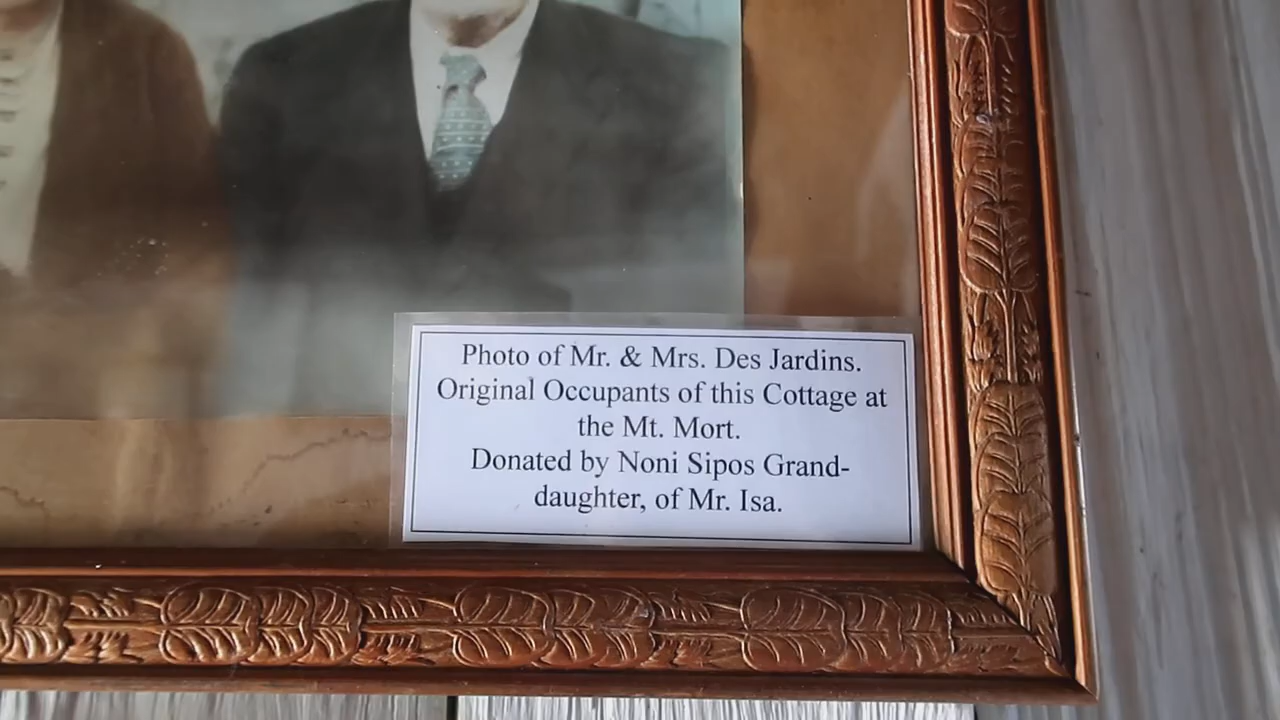 Photo of Mr. & Mrs. Des Jardins.
Original Occupants of this Cottage at
the Mt. Mort.
Donated by Noni Sipos Grand-
daughter, of Mr. Isa.